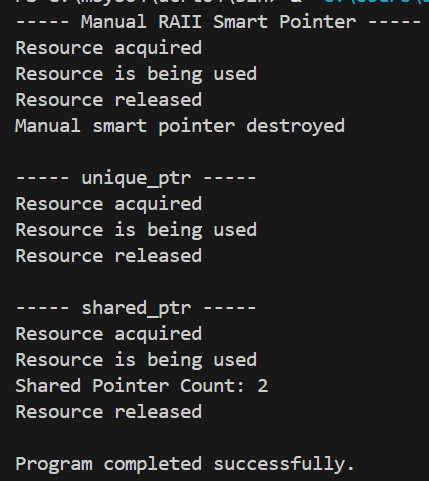 ----- Manual RAII Smart Pointer -----
Resource acquired
Resource is being used
Resource released
Manual smart pointer destroyed

----- unique_ptr -----
Resource acquired
Resource is being used
Resource released

----- shared_ptr -----
Resource acquired
Resource is being used
Shared Pointer Count: 2
Resource released

Program completed successfully.